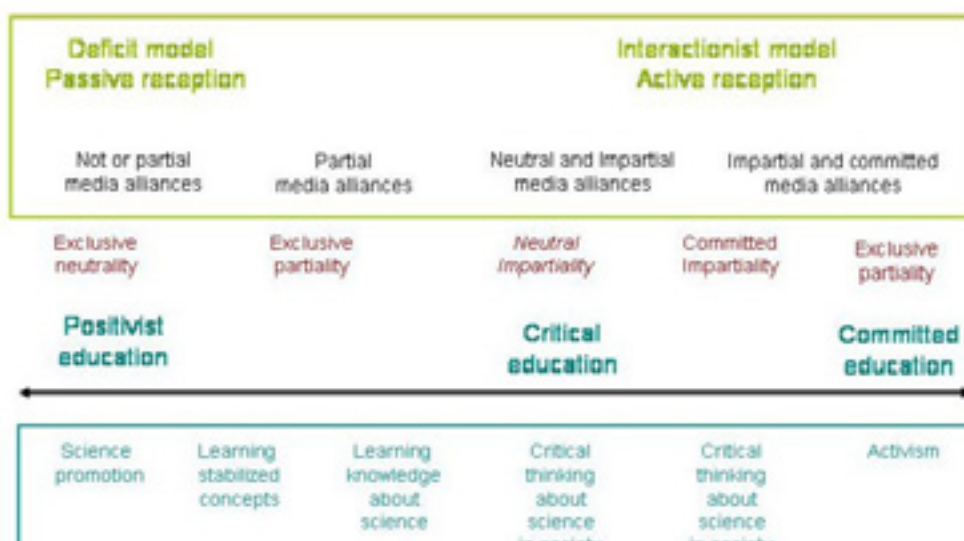 Deficit model
Passive reception
Interactionist model
Active reception
Not or partial
media alliances
Partial
media alliances
Neutral and Impartial
media alliances
Impartial and committed
media alliances
Exclusive
neutrality
Exclusive
partiality
Neutral
Impartiality
Committed
Impartiality
Exclusive
partiality
Positivist
education
Critical
education
Committed
education
Science
promotion
Learning
stabilized
concepts
Learning
knowledge
about
science
Critical
thinking
about
science
Critical
thinking
about
science
Activism